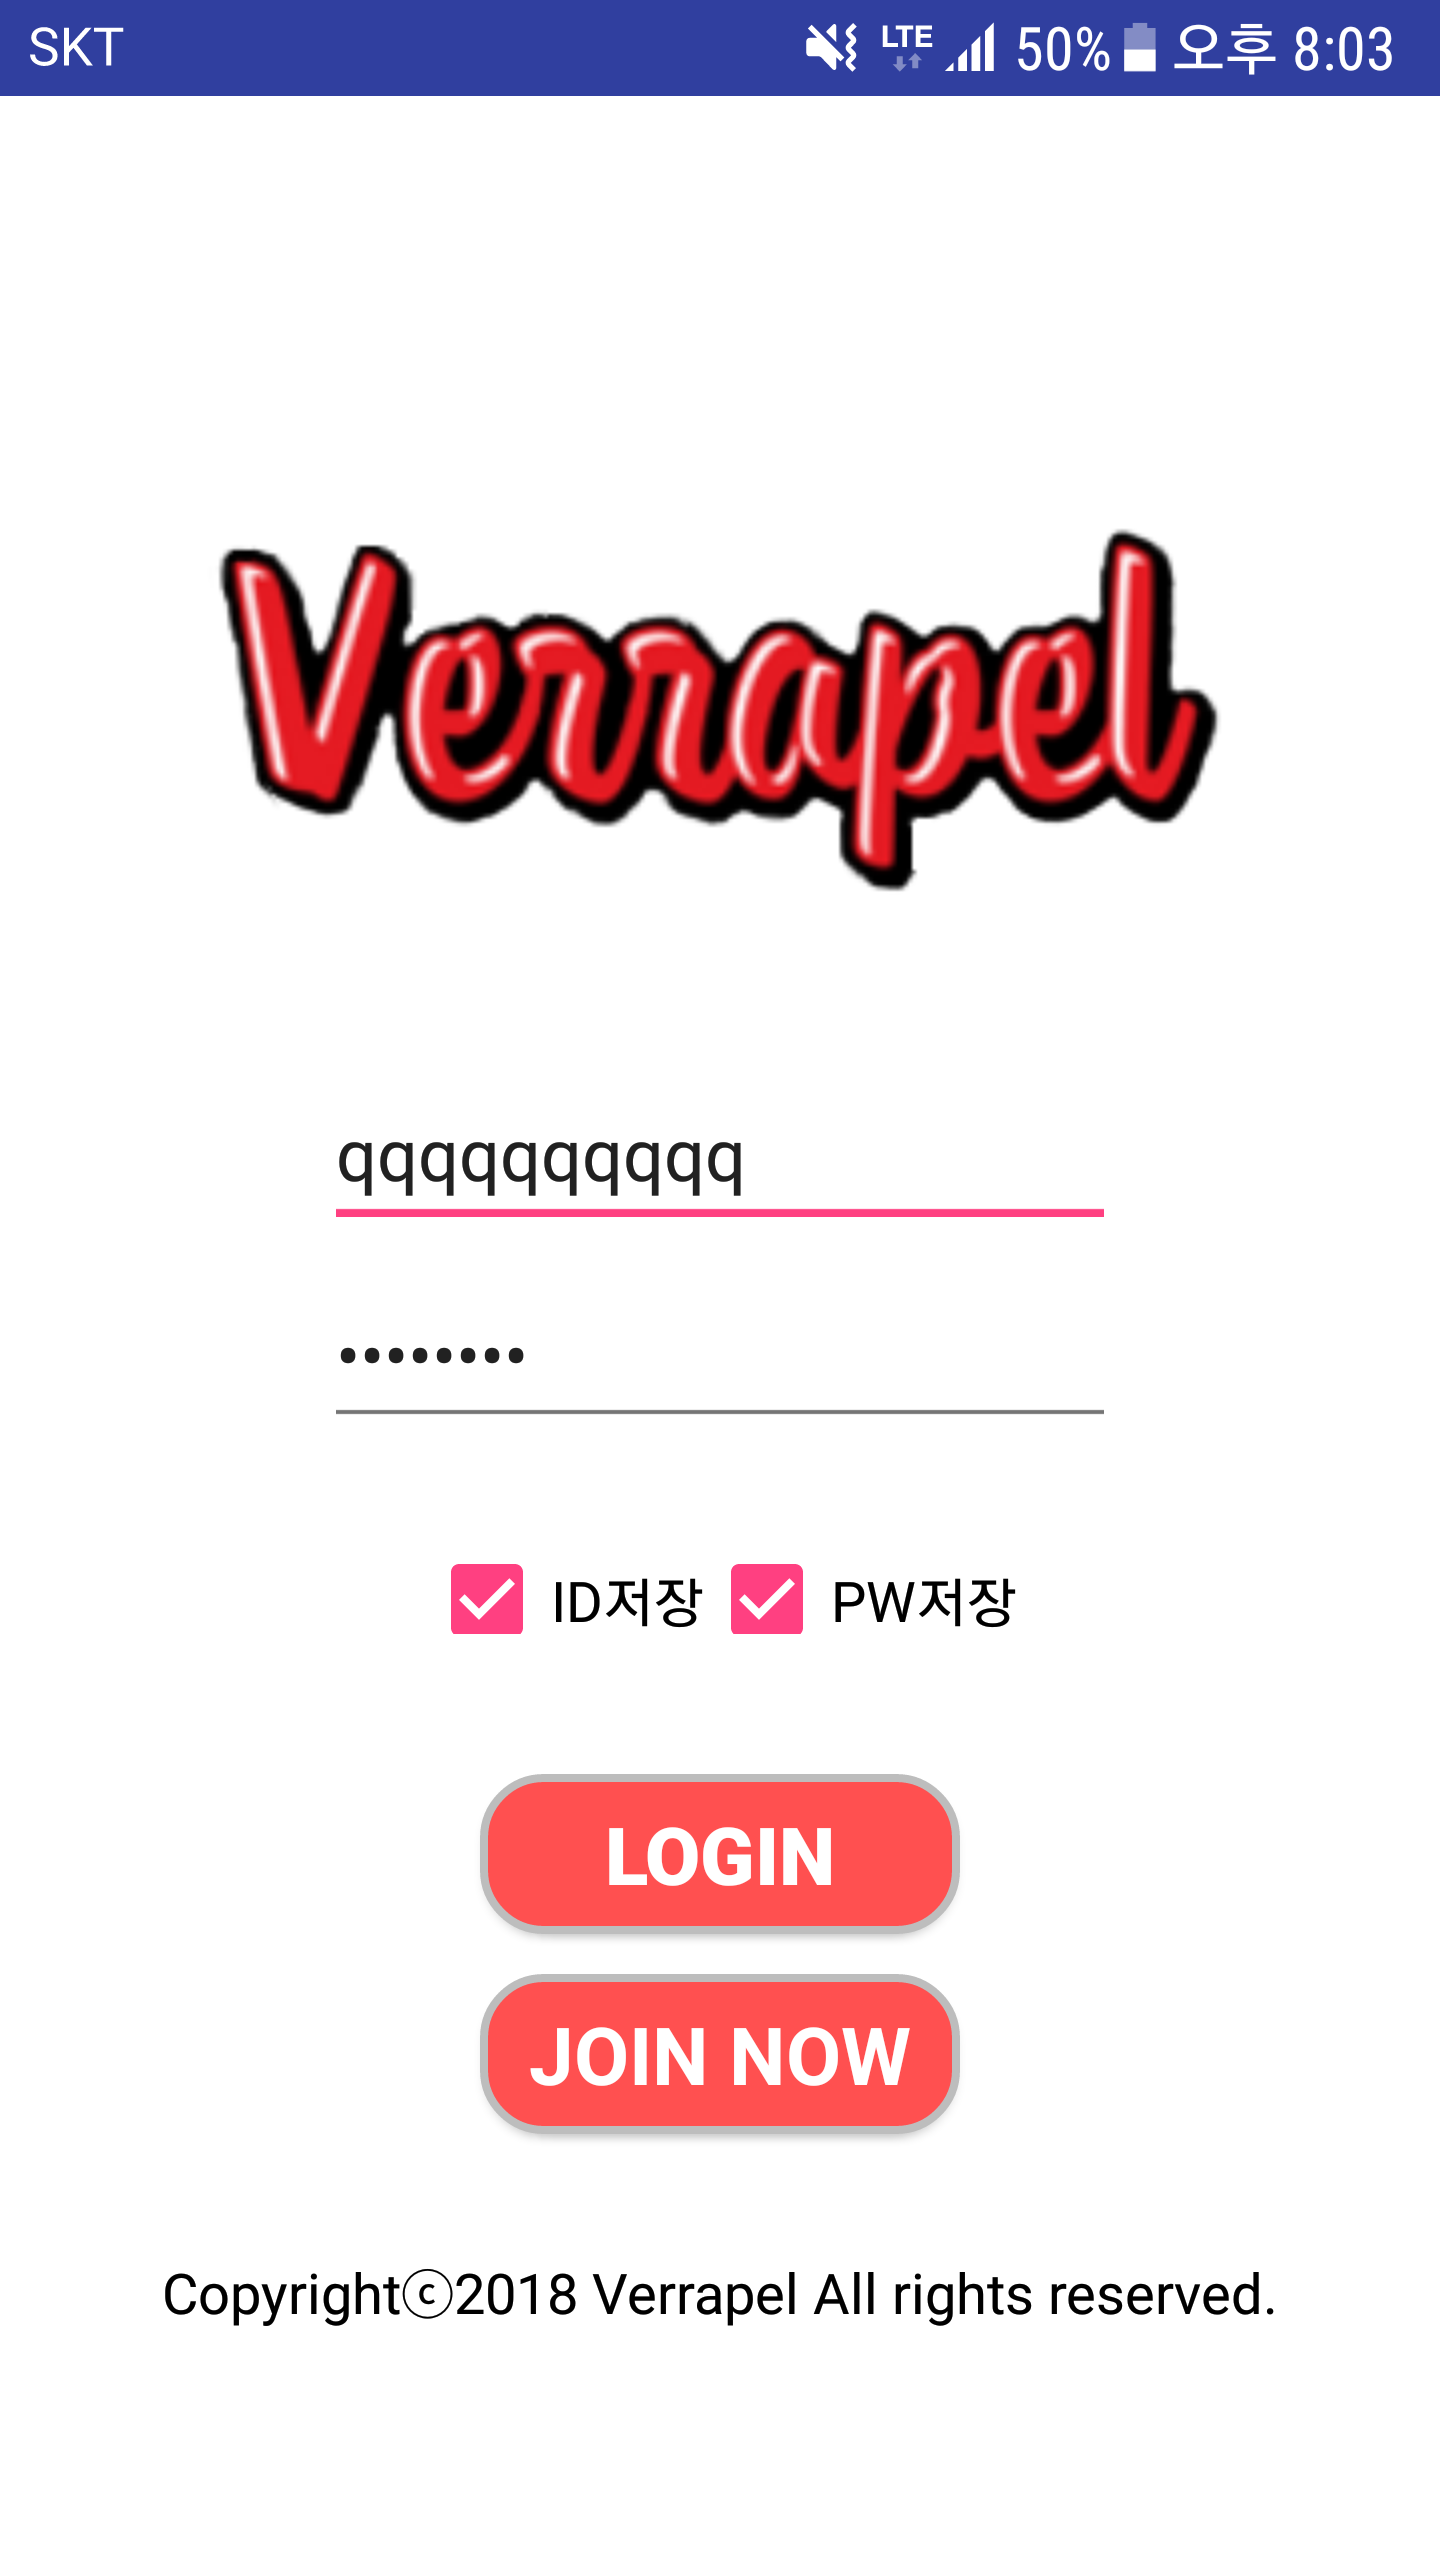 SKT LTE 50% 오후 8:03
Verrapel
qqqqqqqqqq
••••••••
ID저장 PW저장
LOGIN
JOIN NOW
Copyrightⓒ2018 Verrapel All rights reserved.